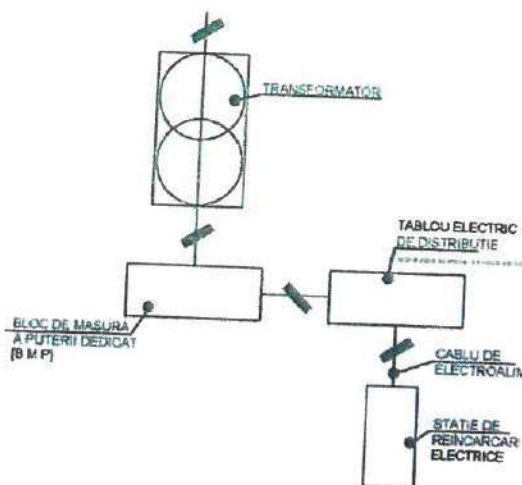 TRANSFORMATOR
TABLOU ELECTRIC
DE DISTRIBUTIE
BLOC DE MASURA
A PUTERII DEDICAT
(B M P)
CABLU DE
ELECTROALIM
STATIE DE
REINCARCAR
ELECTRICE